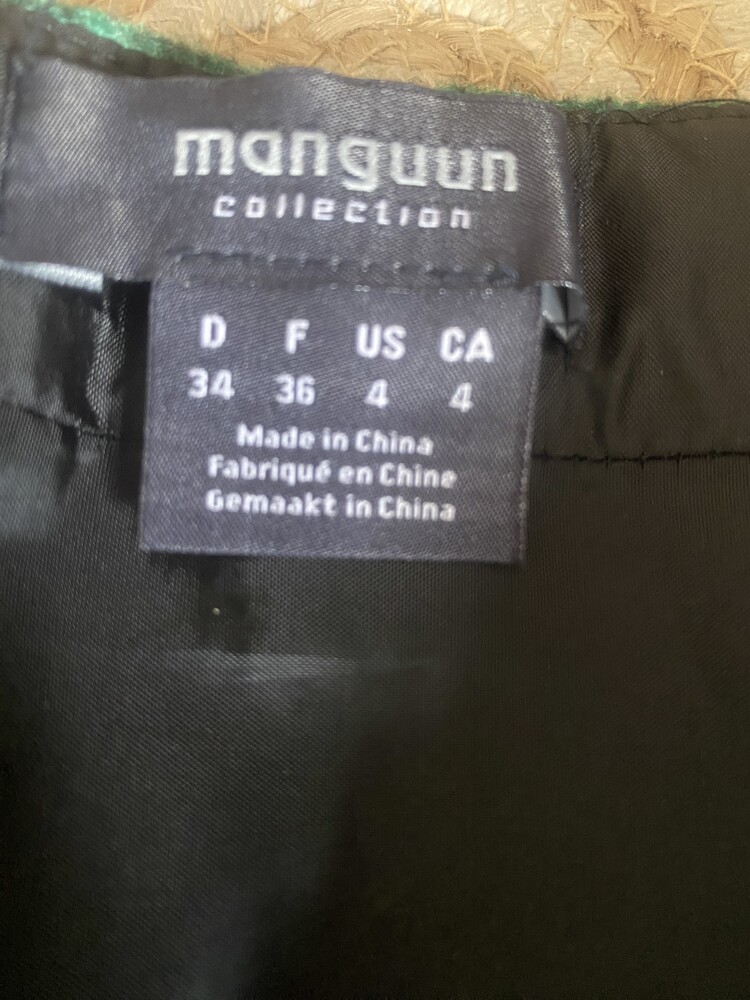 manguun
collection
D F US CA
34 36 4 4
Made in China
Fabriqué en Chine
Gemaakt in China